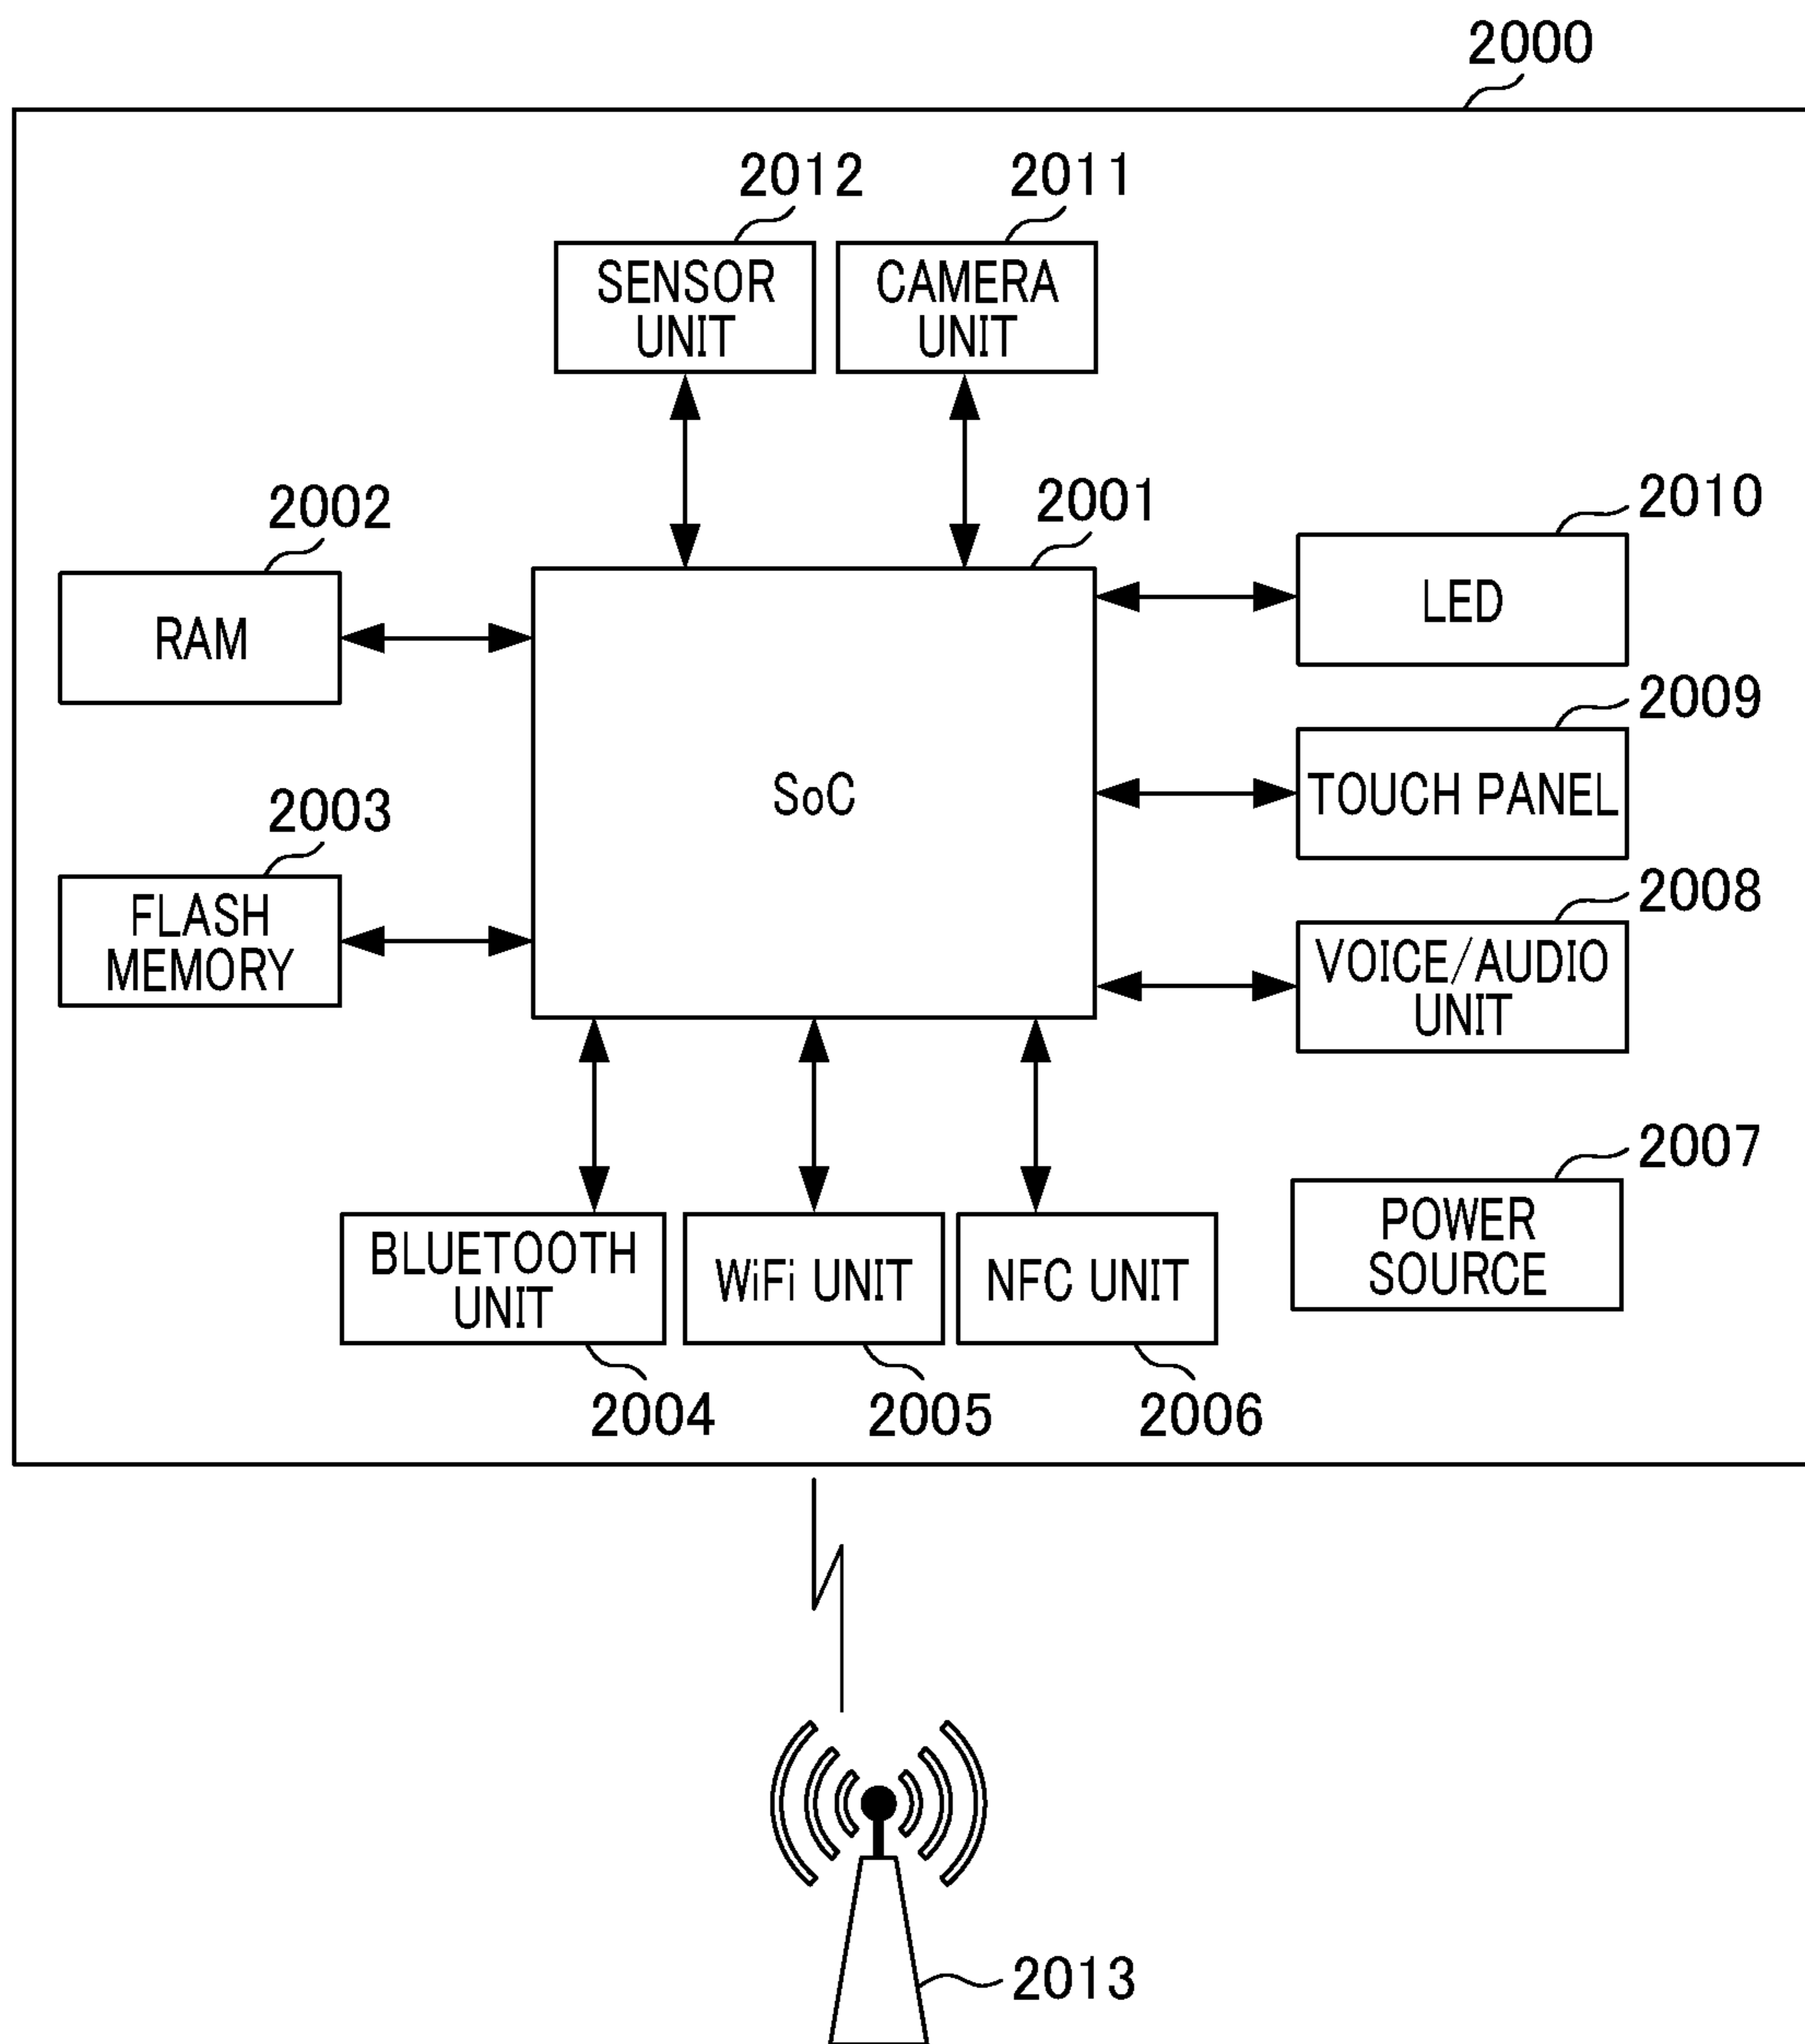 2000
2012
2011
SENSOR
UNIT
CAMERA
UNIT
2002
2001
2010
RAM
LED
2009
SoC
TOUCH PANEL
2003
2008
FLASH
MEMORY
VOICE/AUDIO
UNIT
2007
BLUETOOTH
UNIT
WiFi UNIT
NFC UNIT
POWER
SOURCE
2004
2005
2006
2013